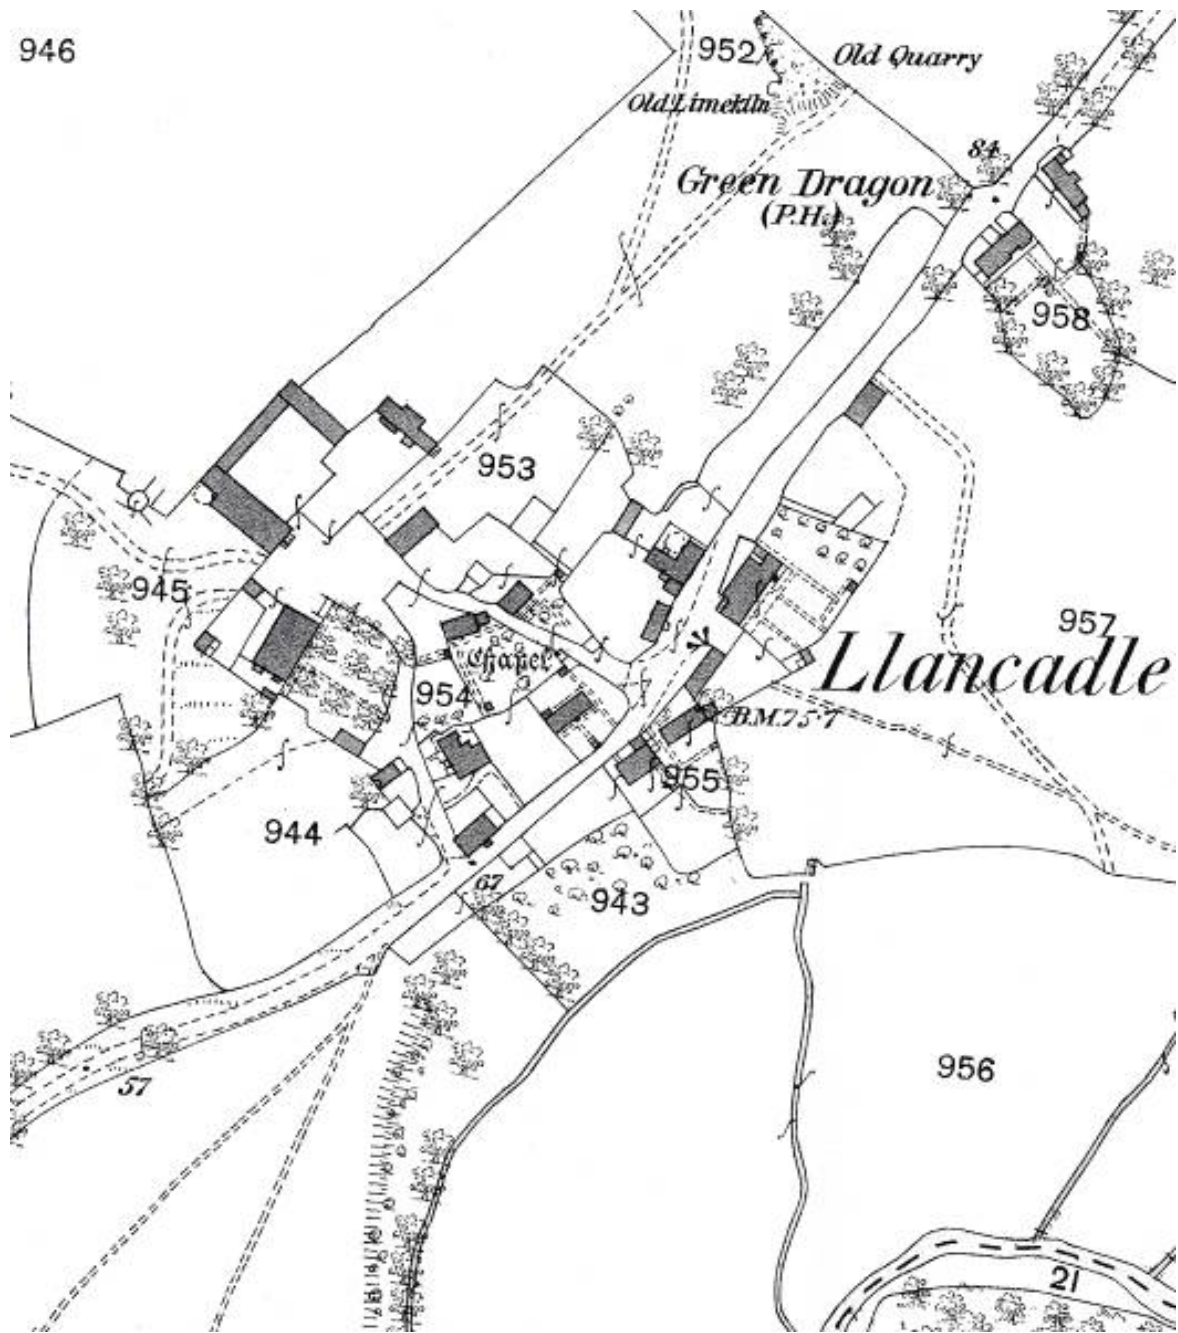 946
952
Old Quarry
Old Limekiln
84
Green Dragon
(P.H.)
958
953
945
957
Chapel
Llancadle
954
B.M.75·7
955
944
67
943
956
57
21